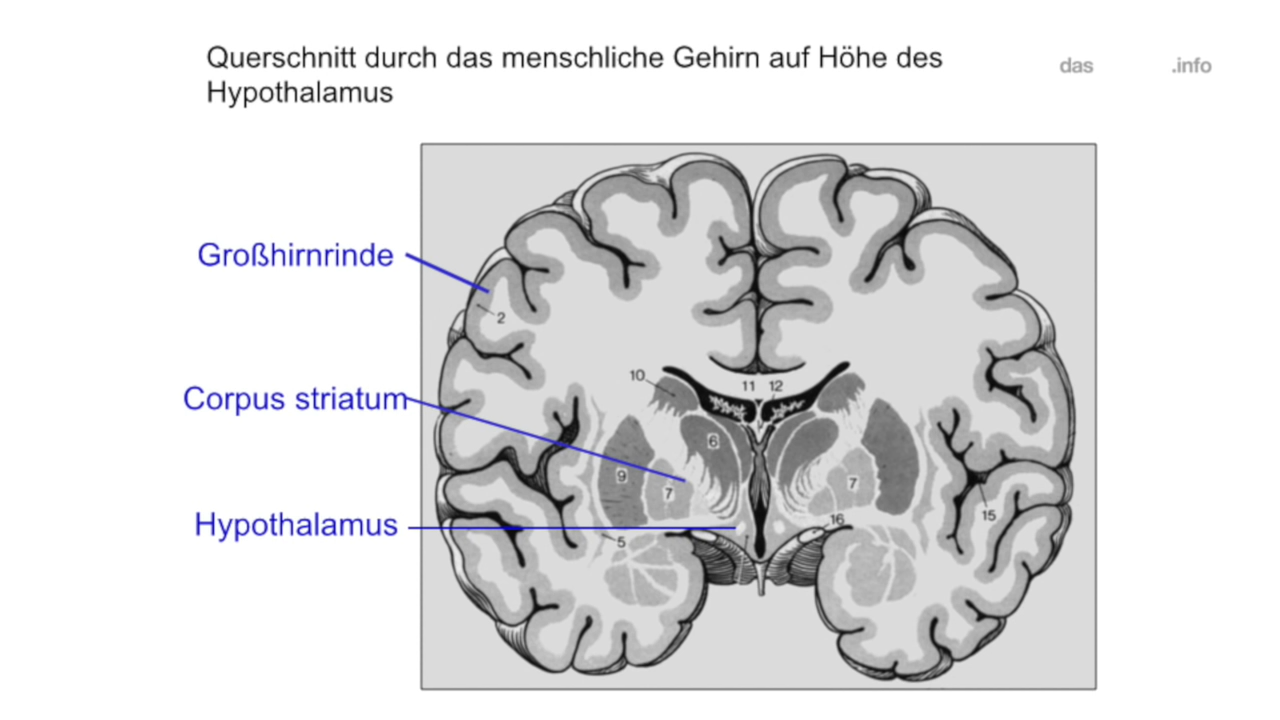 Querschnitt durch das menschliche Gehirn auf Höhe des
Hypothalamus
das .info
Großhirnrinde
2
10
11 12
Corpus striatum
6
9
7
7
Hypothalamus
16
15
5